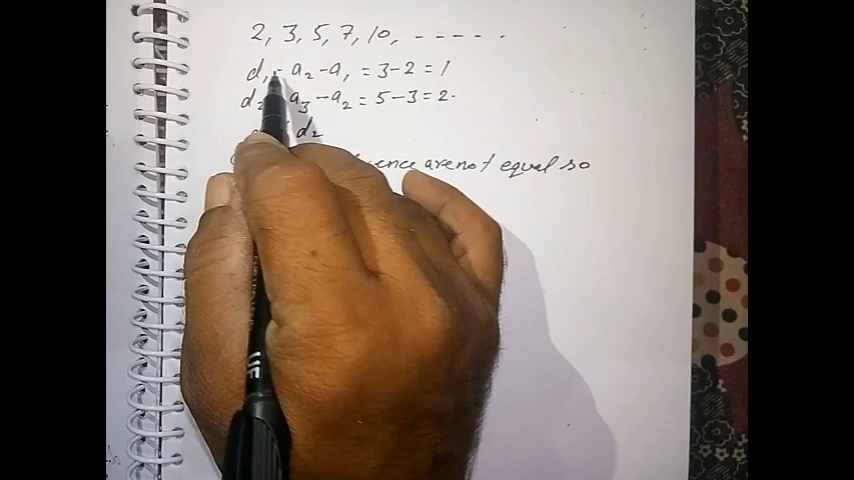 2, 3, 5, 7, 10, - - - - - .
d₁ = a₂ - a₁ = 3 - 2 = 1
d₂ a₃ - a₂ = 5 - 3 = 2.
d₂
are not equal so
UF